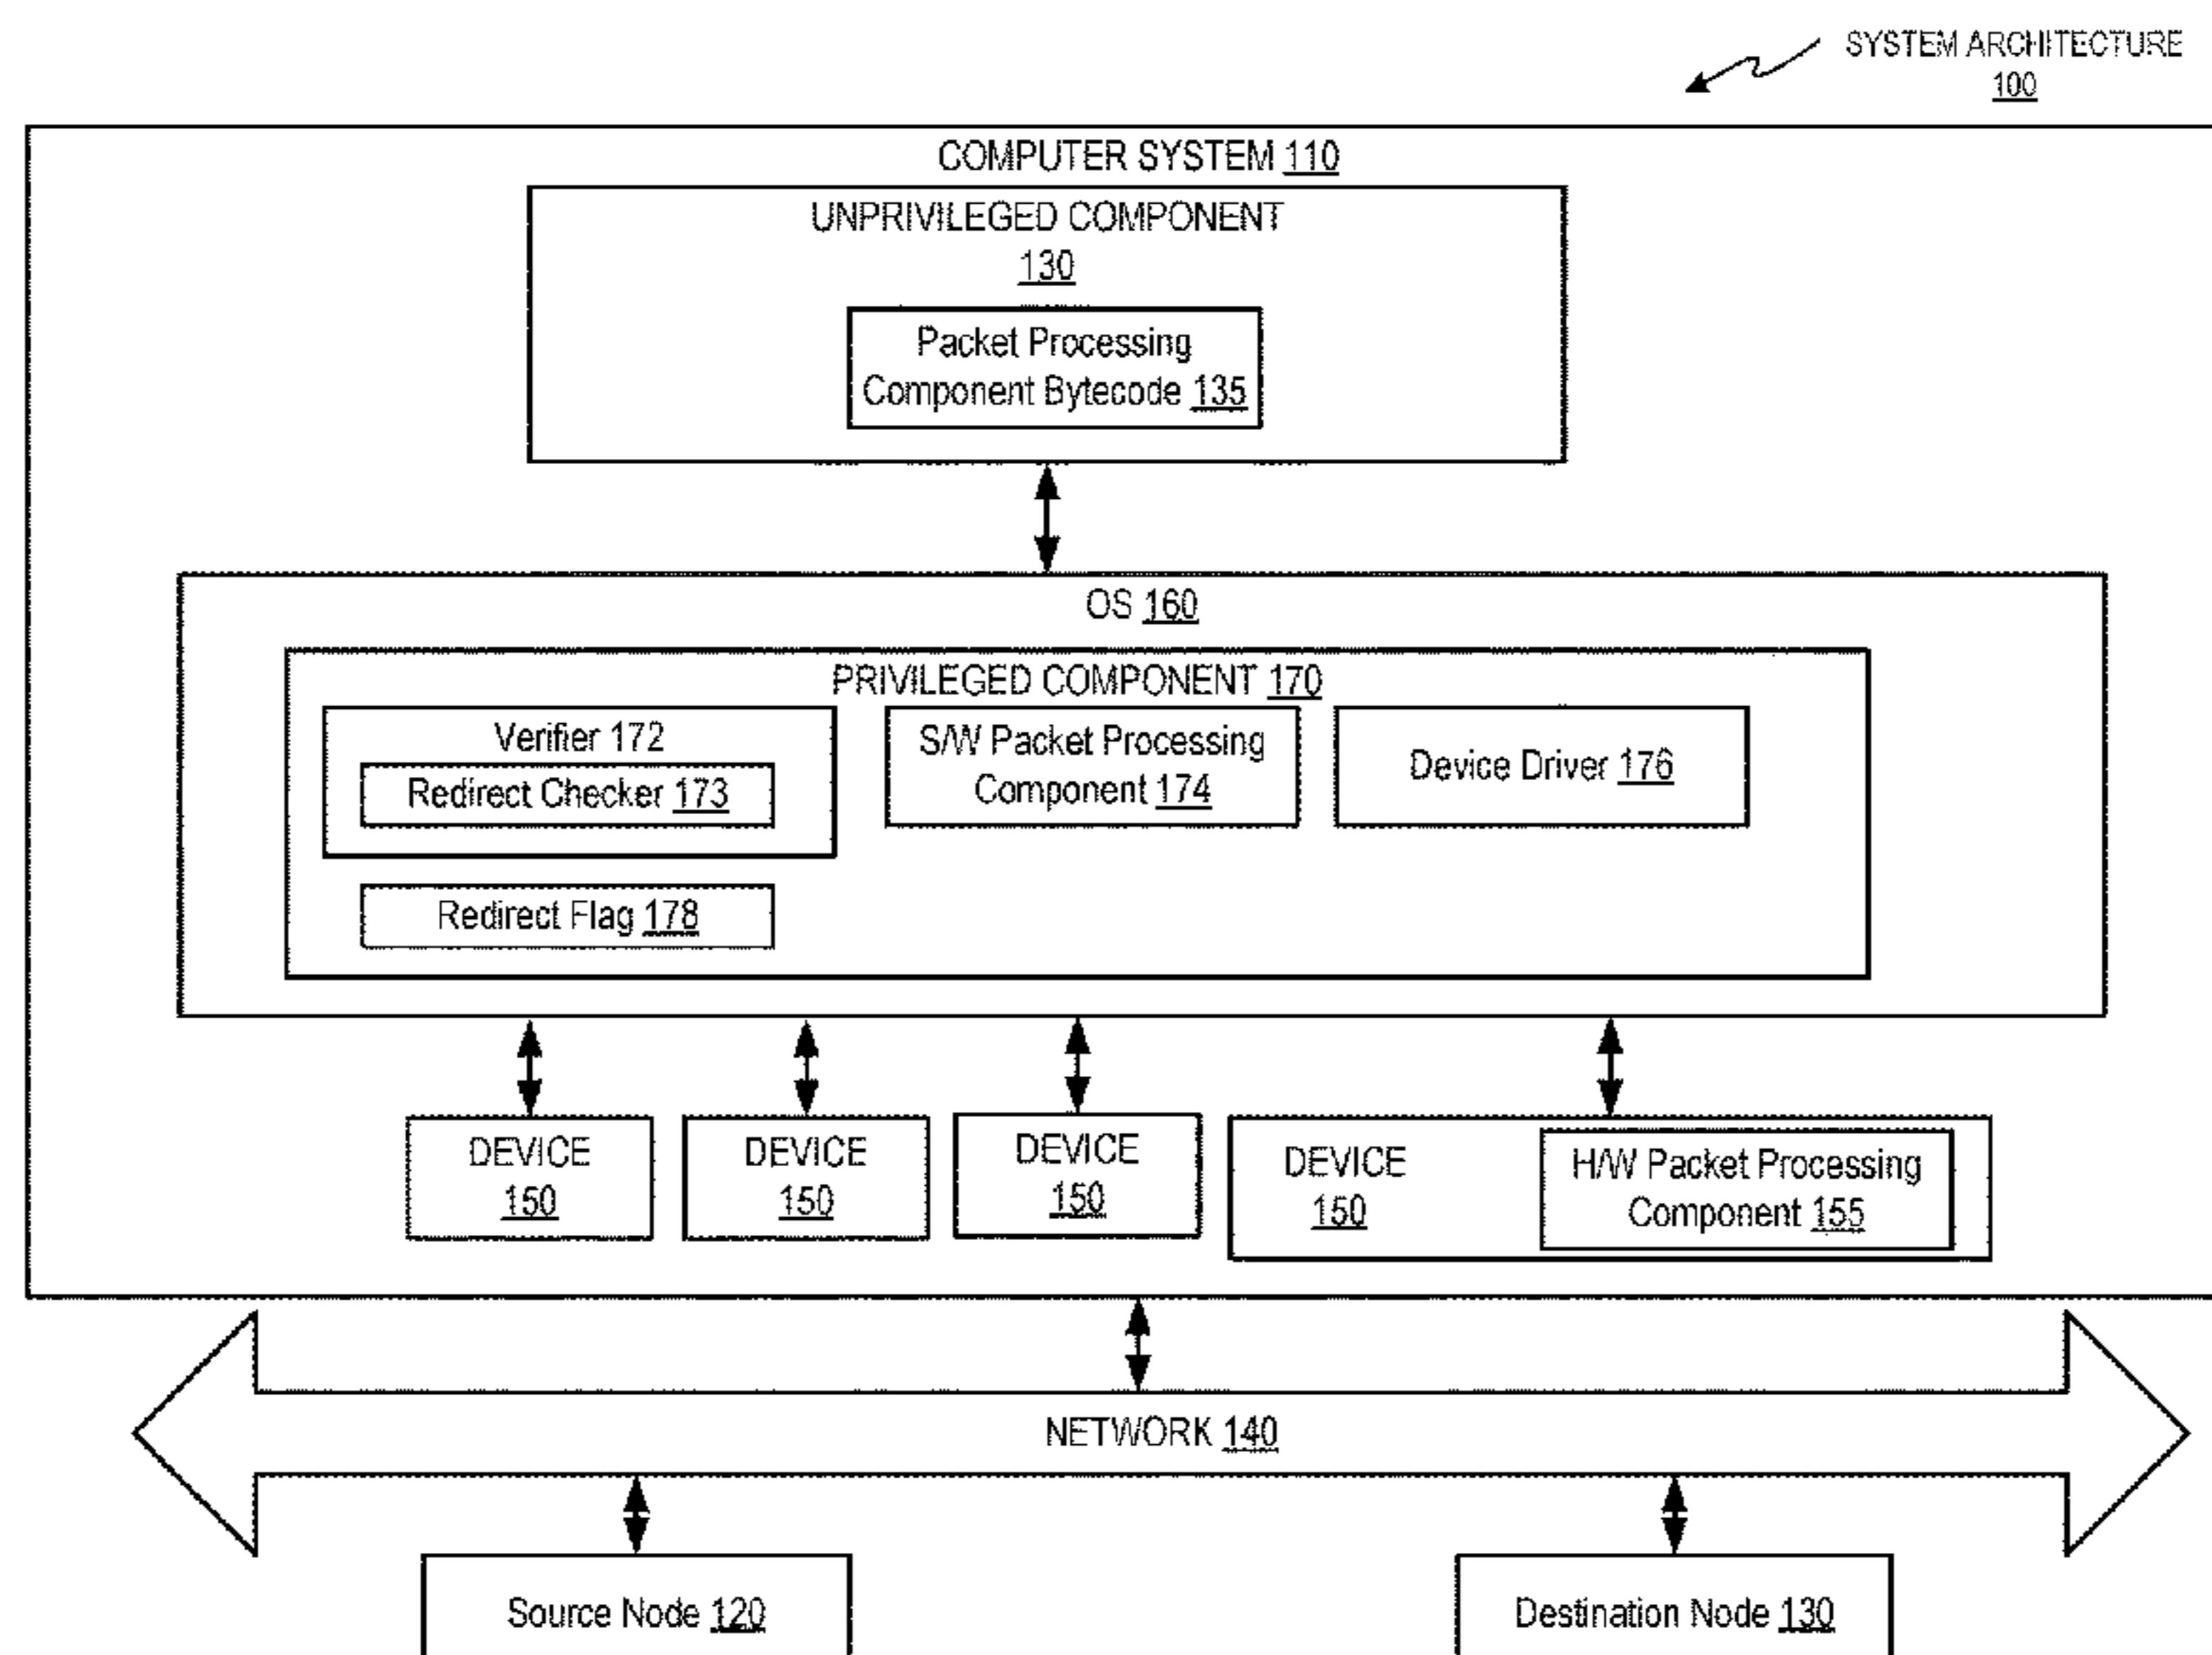 SYSTEM ARCHITECTURE
100
COMPUTER SYSTEM 110
UNPRIVILEGED COMPONENT
130
Packet Processing
Component Bytecode 135
OS 160
PRIVILEGED COMPONENT 170
Verifier 172
Redirect Checker 173
S/W Packet Processing
Component 174
Device Driver 176
Redirect Flag 178
DEVICE
150
DEVICE
150
DEVICE
150
DEVICE
150
H/W Packet Processing
Component 155
NETWORK 140
Source Node 120
Destination Node 130